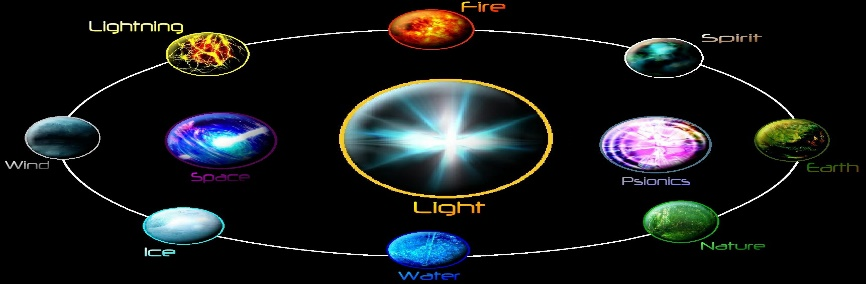 Fire
Lightning
Spirit
Wind
Space
Psionics
Earth
Light
Ice
Nature
Water